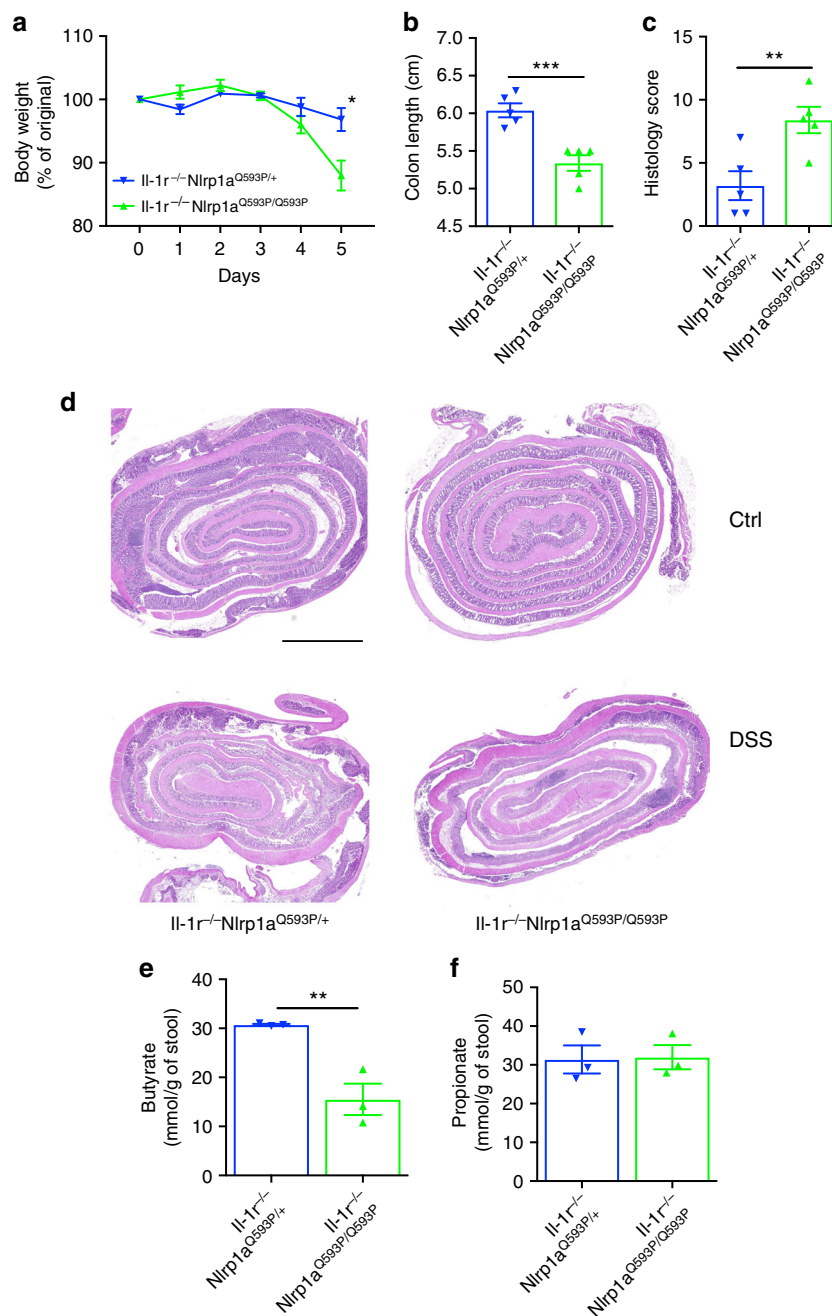 a
110
100
90
80
Body weight
(% of original)
*
Il-1r⁻/⁻Nlrp1aQ593P/+
Il-1r⁻/⁻Nlrp1aQ593P/Q593P
0 1 2 3 4 5
Days
b
6.5
6.0
5.5
5.0
4.5
7.0
Colon length (cm)
***
Il-1r⁻/⁻
Nlrp1aQ593P/+
Il-1r⁻/⁻
Nlrp1aQ593P/Q593P
c
15
10
5
0
Histology score
**
Il-1r⁻/⁻
Nlrp1aQ593P/+
Il-1r⁻/⁻
Nlrp1aQ593P/Q593P
d
Ctrl
DSS
Il-1r⁻/⁻Nlrp1aQ593P/+
Il-1r⁻/⁻Nlrp1aQ593P/Q593P
e
40
30
20
10
0
Butyrate
(mmol/g of stool)
**
Il-1r⁻/⁻
Nlrp1aQ593P/+
Il-1r⁻/⁻
Nlrp1aQ593P/Q593P
f
50
40
30
20
10
0
Propionate
(mmol/g of stool)
Il-1r⁻/⁻
Nlrp1aQ593P/+
Il-1r⁻/⁻
Nlrp1aQ593P/Q593P